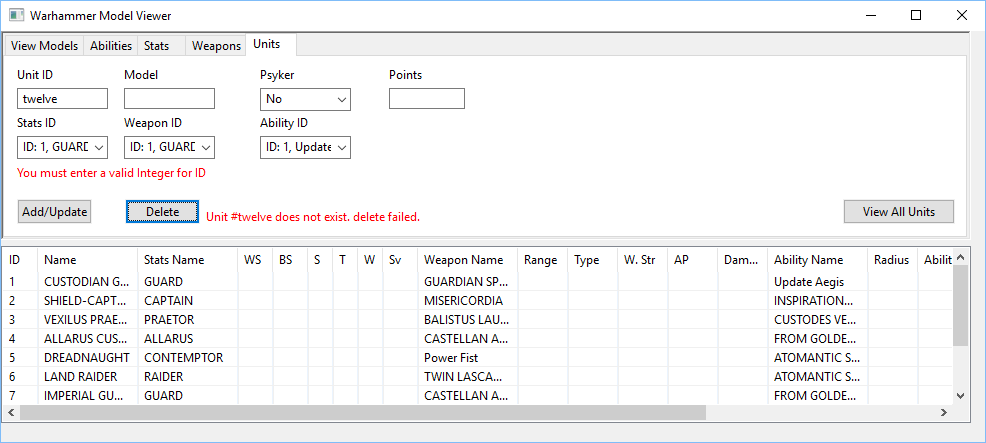 Warhammer Model Viewer
View Models Abilities Stats Weapons Units
Unit ID Model Psyker Points
twelve No
Stats ID Weapon ID Ability ID
ID: 1, GUARD ID: 1, GUARD ID: 1, Update
You must enter a valid Integer for ID
Add/Update Delete Unit #twelve does not exist. delete failed. View All Units
ID Name Stats Name WS BS S T W Sv Weapon Name Range Type W. Str AP Dam... Ability Name Radius Abilit
1 CUSTODIAN G... GUARD GUARDIAN SP... Update Aegis
2 SHIELD-CAPT... CAPTAIN MISERICORDIA INSPIRATION...
3 VEXILUS PRAE... PRAETOR BALISTUS LAU... CUSTODES VE...
4 ALLARUS CUS... ALLARUS CASTELLAN A... FROM GOLDE...
5 DREADNAUGHT CONTEMPTOR Power Fist ATOMANTIC S...
6 LAND RAIDER RAIDER TWIN LASCA... ATOMANTIC S...
7 IMPERIAL GU... GUARD CASTELLAN A... FROM GOLDE...